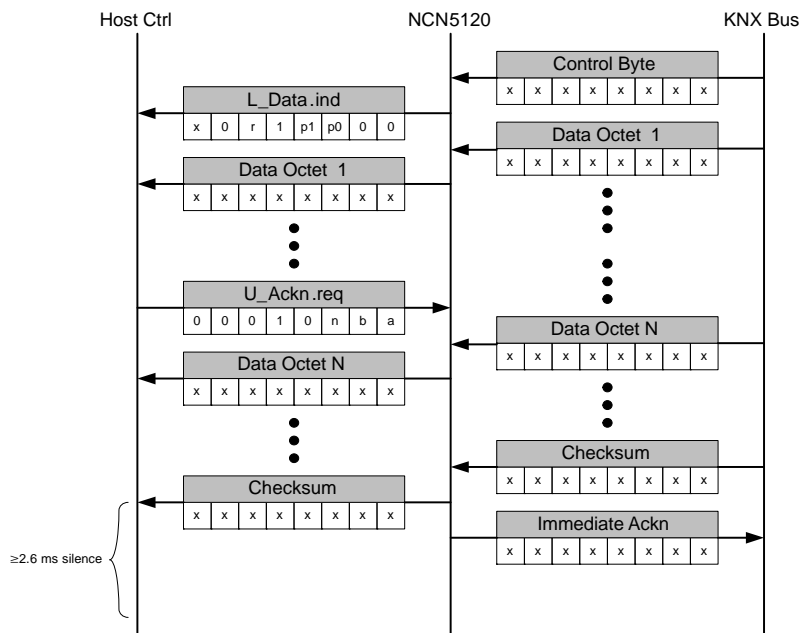 Host Ctrl NCN5120 KNX Bus
Control Byte
x x x x x x x x
L_Data.ind
x 0 r 1 p1 p0 0 0
Data Octet 1
x x x x x x x x
Data Octet 1
x x x x x x x x
U_Ackn.req
0 0 0 1 0 n b a
Data Octet N
x x x x x x x x
Data Octet N
x x x x x x x x
Checksum
x x x x x x x x
Checksum
x x x x x x x x
Immediate Ackn
x x x x x x x x
≥2.6 ms silence